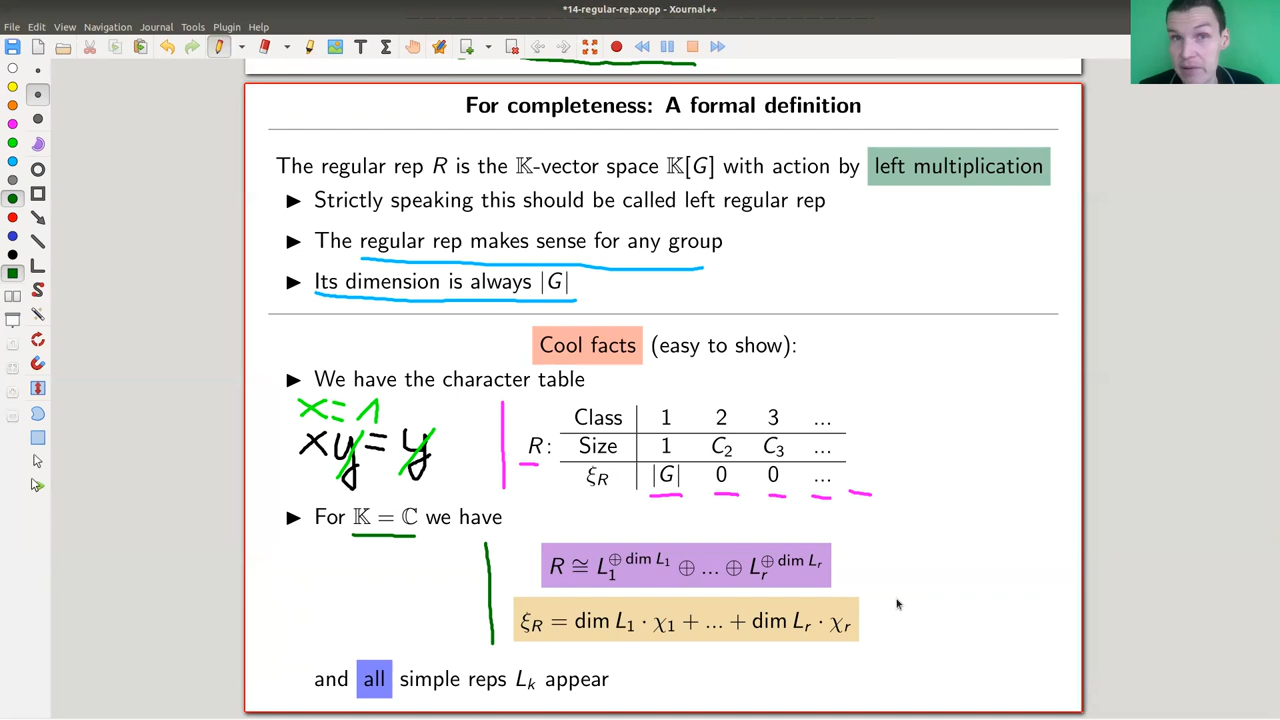 *14-regular-rep.xopp - Xournal++
File Edit View Navigation Journal Tools Plugin Help
For completeness: A formal definition
The regular rep R is the 𝕂-vector space 𝕂[G] with action by left multiplication
▶ Strictly speaking this should be called left regular rep
▶ The regular rep makes sense for any group
▶ Its dimension is always |G|
Cool facts (easy to show):
▶ We have the character table
x=1
xy=y
Class 1 2 3 ...
R: Size 1 C₂ C₃ ...
ξ_R |G| 0 0 ...
▶ For 𝕂 = ℂ we have
R ≅ L₁^{⊕ dim L₁} ⊕ ... ⊕ L_r^{⊕ dim L_r}
ξ_R = dim L₁ · χ₁ + ... + dim L_r · χ_r
and all simple reps L_k appear